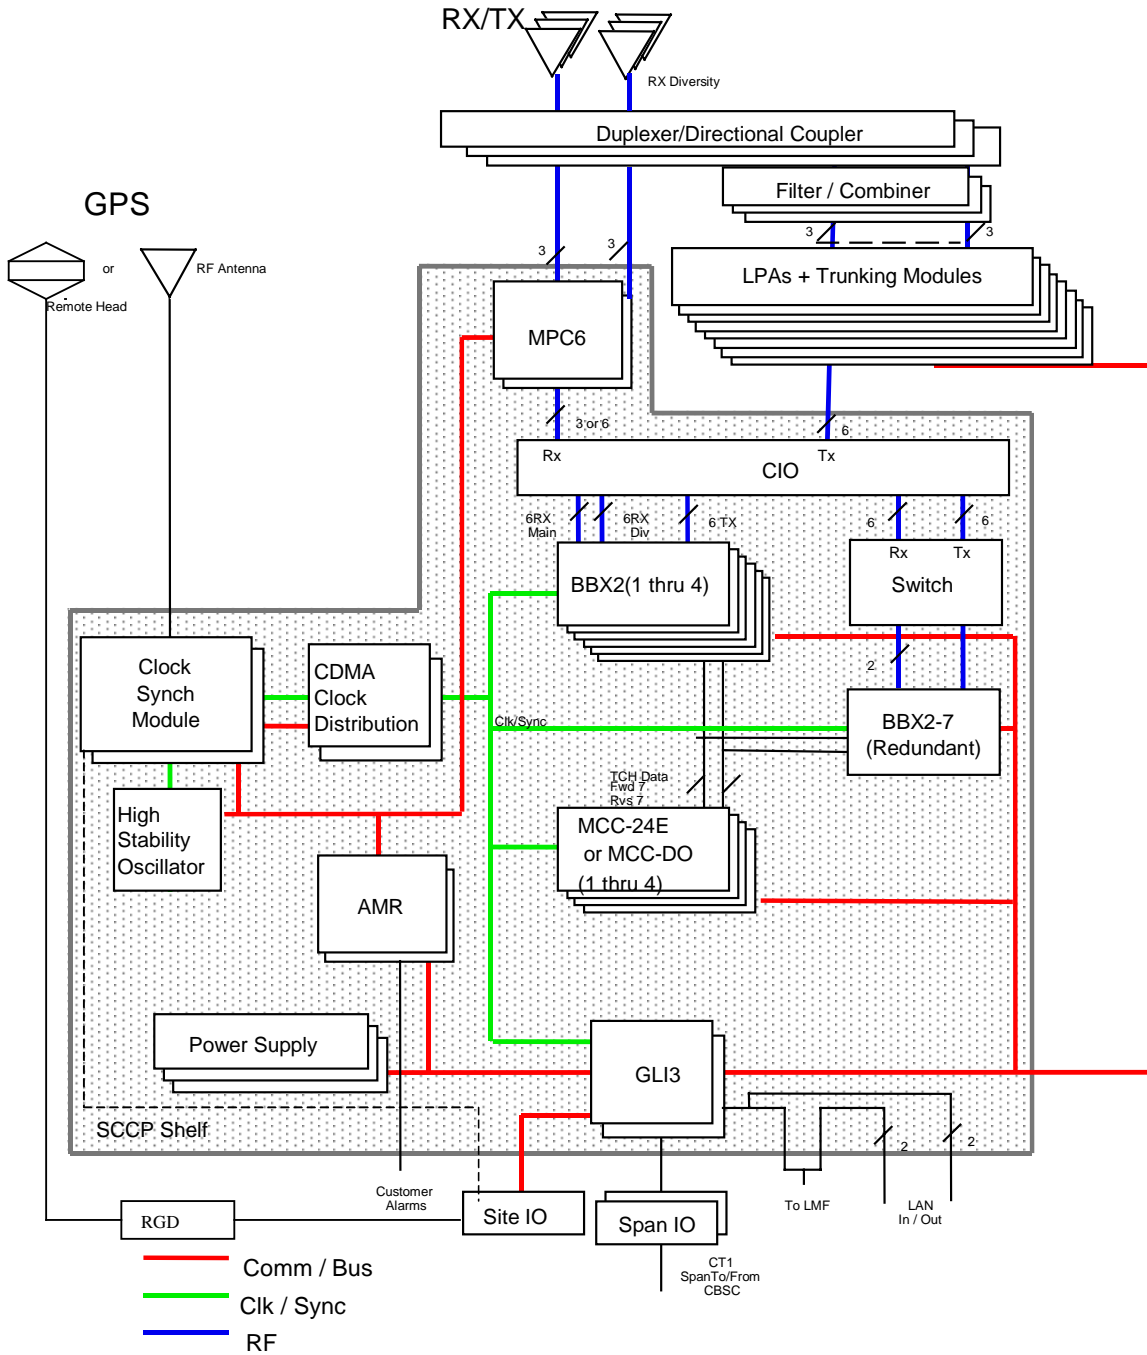 RX/TX
RX Diversity
Duplexer/Directional Coupler
Filter / Combiner
GPS
or
RF Antenna
Remote Head
3
3
3
3
LPAs + Trunking Modules
MPC6
3 or 6
6
Rx
Tx
CIO
6RX
Main
6RX
Div
6 TX
6
6
BBX2(1 thru 4)
Rx
Tx
Switch
2
Clock
Synch
Module
CDMA
Clock
Distribution
Clk/Sync
BBX2-7
(Redundant)
High
Stability
Oscillator
TCH Data
Fwd 7
Rvs 7
MCC-24E
or MCC-DO
(1 thru 4)
AMR
Power Supply
GLI3
SCCP Shelf
2
2
Customer
Alarms
Site IO
Span IO
To LMF
LAN
In / Out
RGD
CT1
SpanTo/From
CBSC
Comm / Bus
Clk / Sync
RF